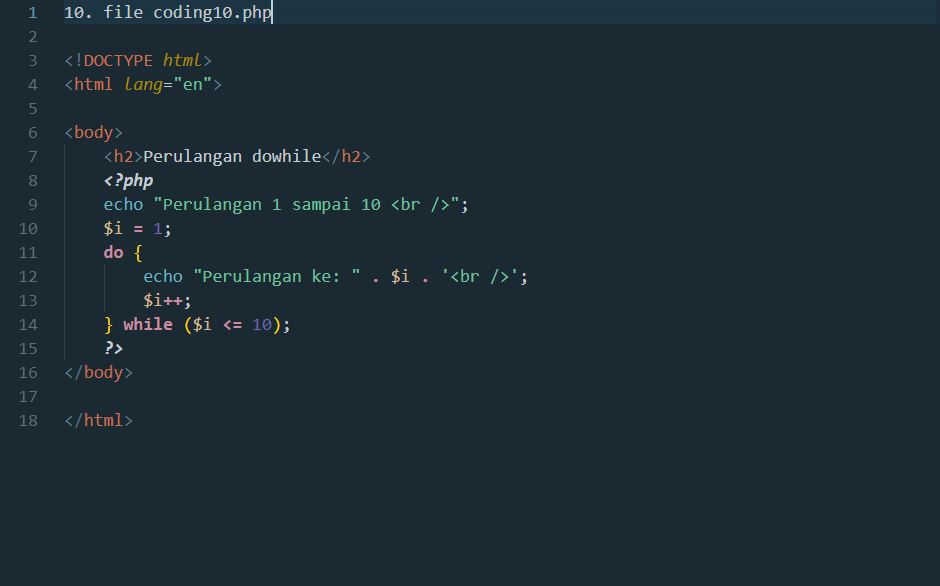 1 10. file coding10.php
2
3 <!DOCTYPE html>
4 <html lang="en">
5
6 <body>
7     <h2>Perulangan dowhile</h2>
8     <?php
9     echo "Perulangan 1 sampai 10 <br />";
10     $i = 1;
11     do {
12         echo "Perulangan ke: " . $i . '<br />';
13         $i++;
14     } while ($i <= 10);
15     ?>
16 </body>
17
18 </html>